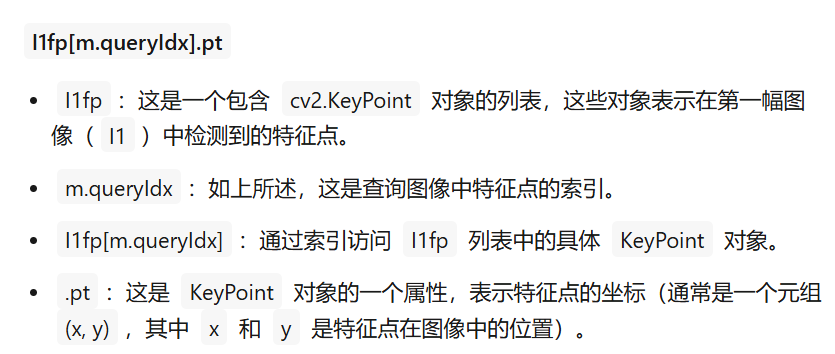 I1fp[m.queryIdx].pt
• I1fp ：这是一个包含 cv2.KeyPoint 对象的列表，这些对象表示在第一幅图
像（ I1 ）中检测到的特征点。
• m.queryIdx ：如上所述，这是查询图像中特征点的索引。
• I1fp[m.queryIdx] ：通过索引访问 I1fp 列表中的具体 KeyPoint 对象。
• .pt ：这是 KeyPoint 对象的一个属性，表示特征点的坐标（通常是一个元组
(x, y) ，其中 x 和 y 是特征点在图像中的位置）。